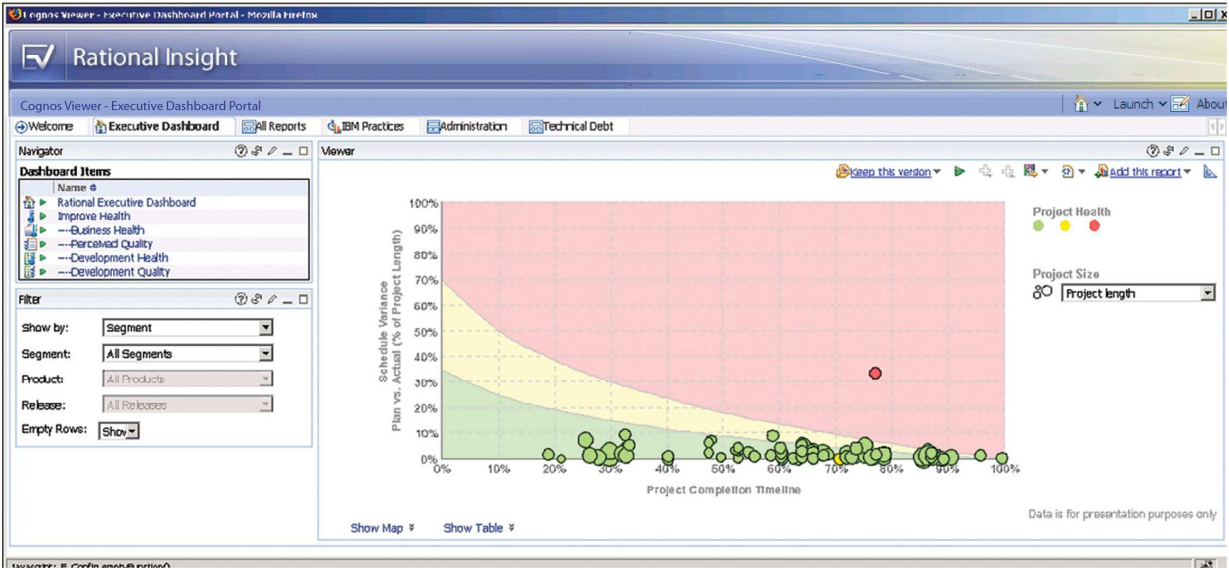 Cognos Viewer - Executive Dashboard Portal - Mozilla Firefox
Rational Insight
Cognos Viewer - Executive Dashboard Portal
Launch
About
Welcome
Executive Dashboard
All Reports
IBM Practices
Administration
Technical Debt
Navigator
Dashboard Items
Name
Rational Executive Dashboard
Improve Health
---Business Health
---Perceived Quality
---Development Health
---Development Quality
Filter
Show by: Segment
Segment: All Segments
Product: All Products
Release: All Releases
Empty Rows: Show
Viewer
Keep this version
Add this report
Schedule Variance
Plan vs. Actual (% of Project Length)
100%
90%
80%
70%
60%
50%
40%
30%
20%
10%
0%
0% 10% 20% 30% 40% 50% 60% 70% 80% 90% 100%
Project Completion Timeline
Project Health
Project Size
Project length
Show Map
Show Table
Data is for presentation purposes only